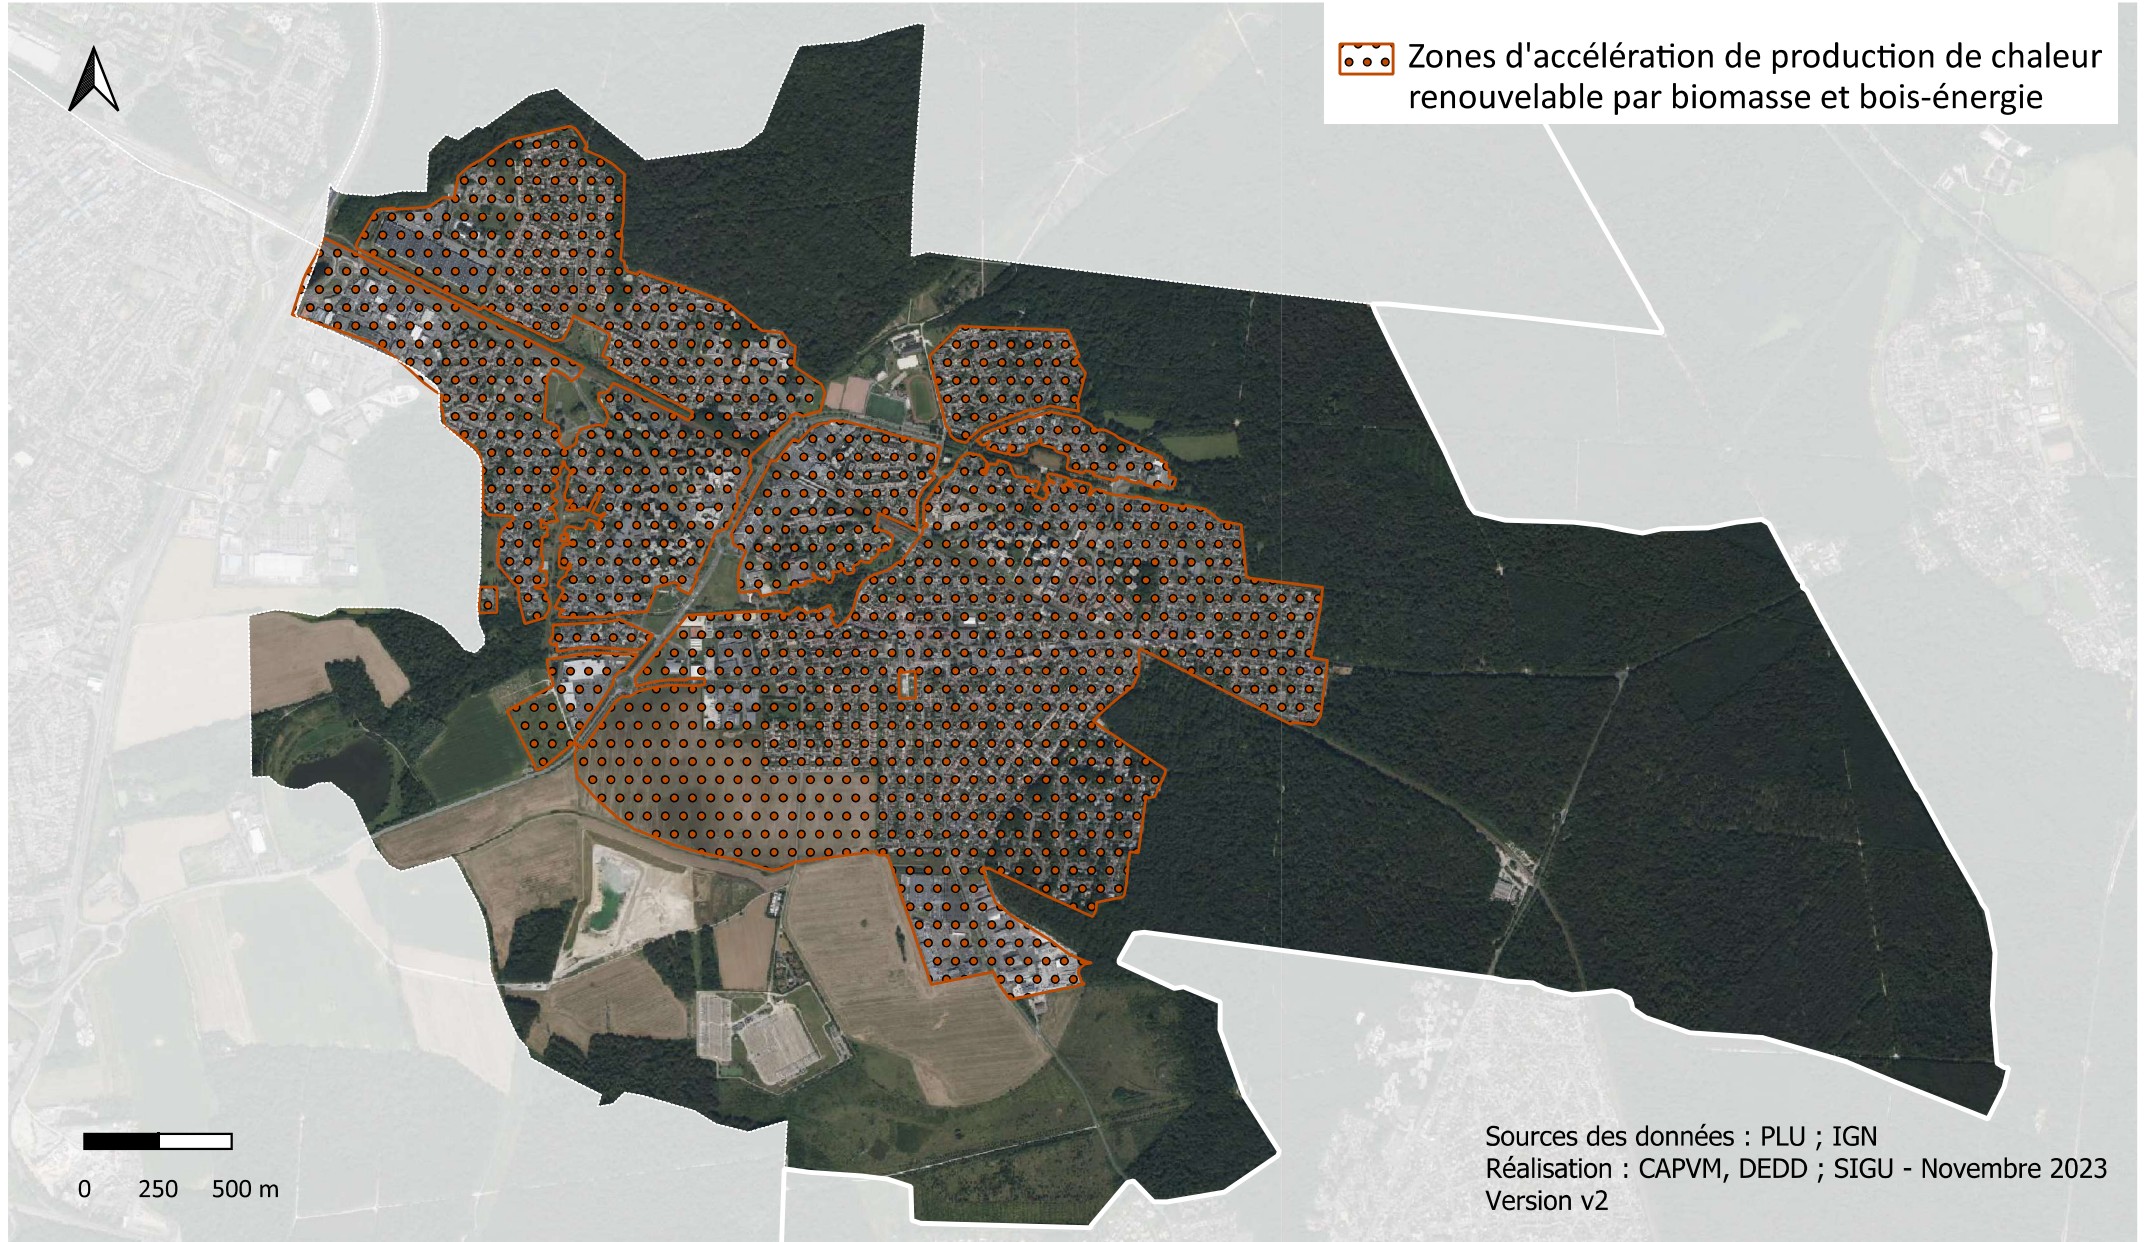 Zones d'accélération de production de chaleur
renouvelable par biomasse et bois-énergie
0 250 500 m
Sources des données : PLU ; IGN
Réalisation : CAPVM, DEDD ; SIGU - Novembre 2023
Version v2